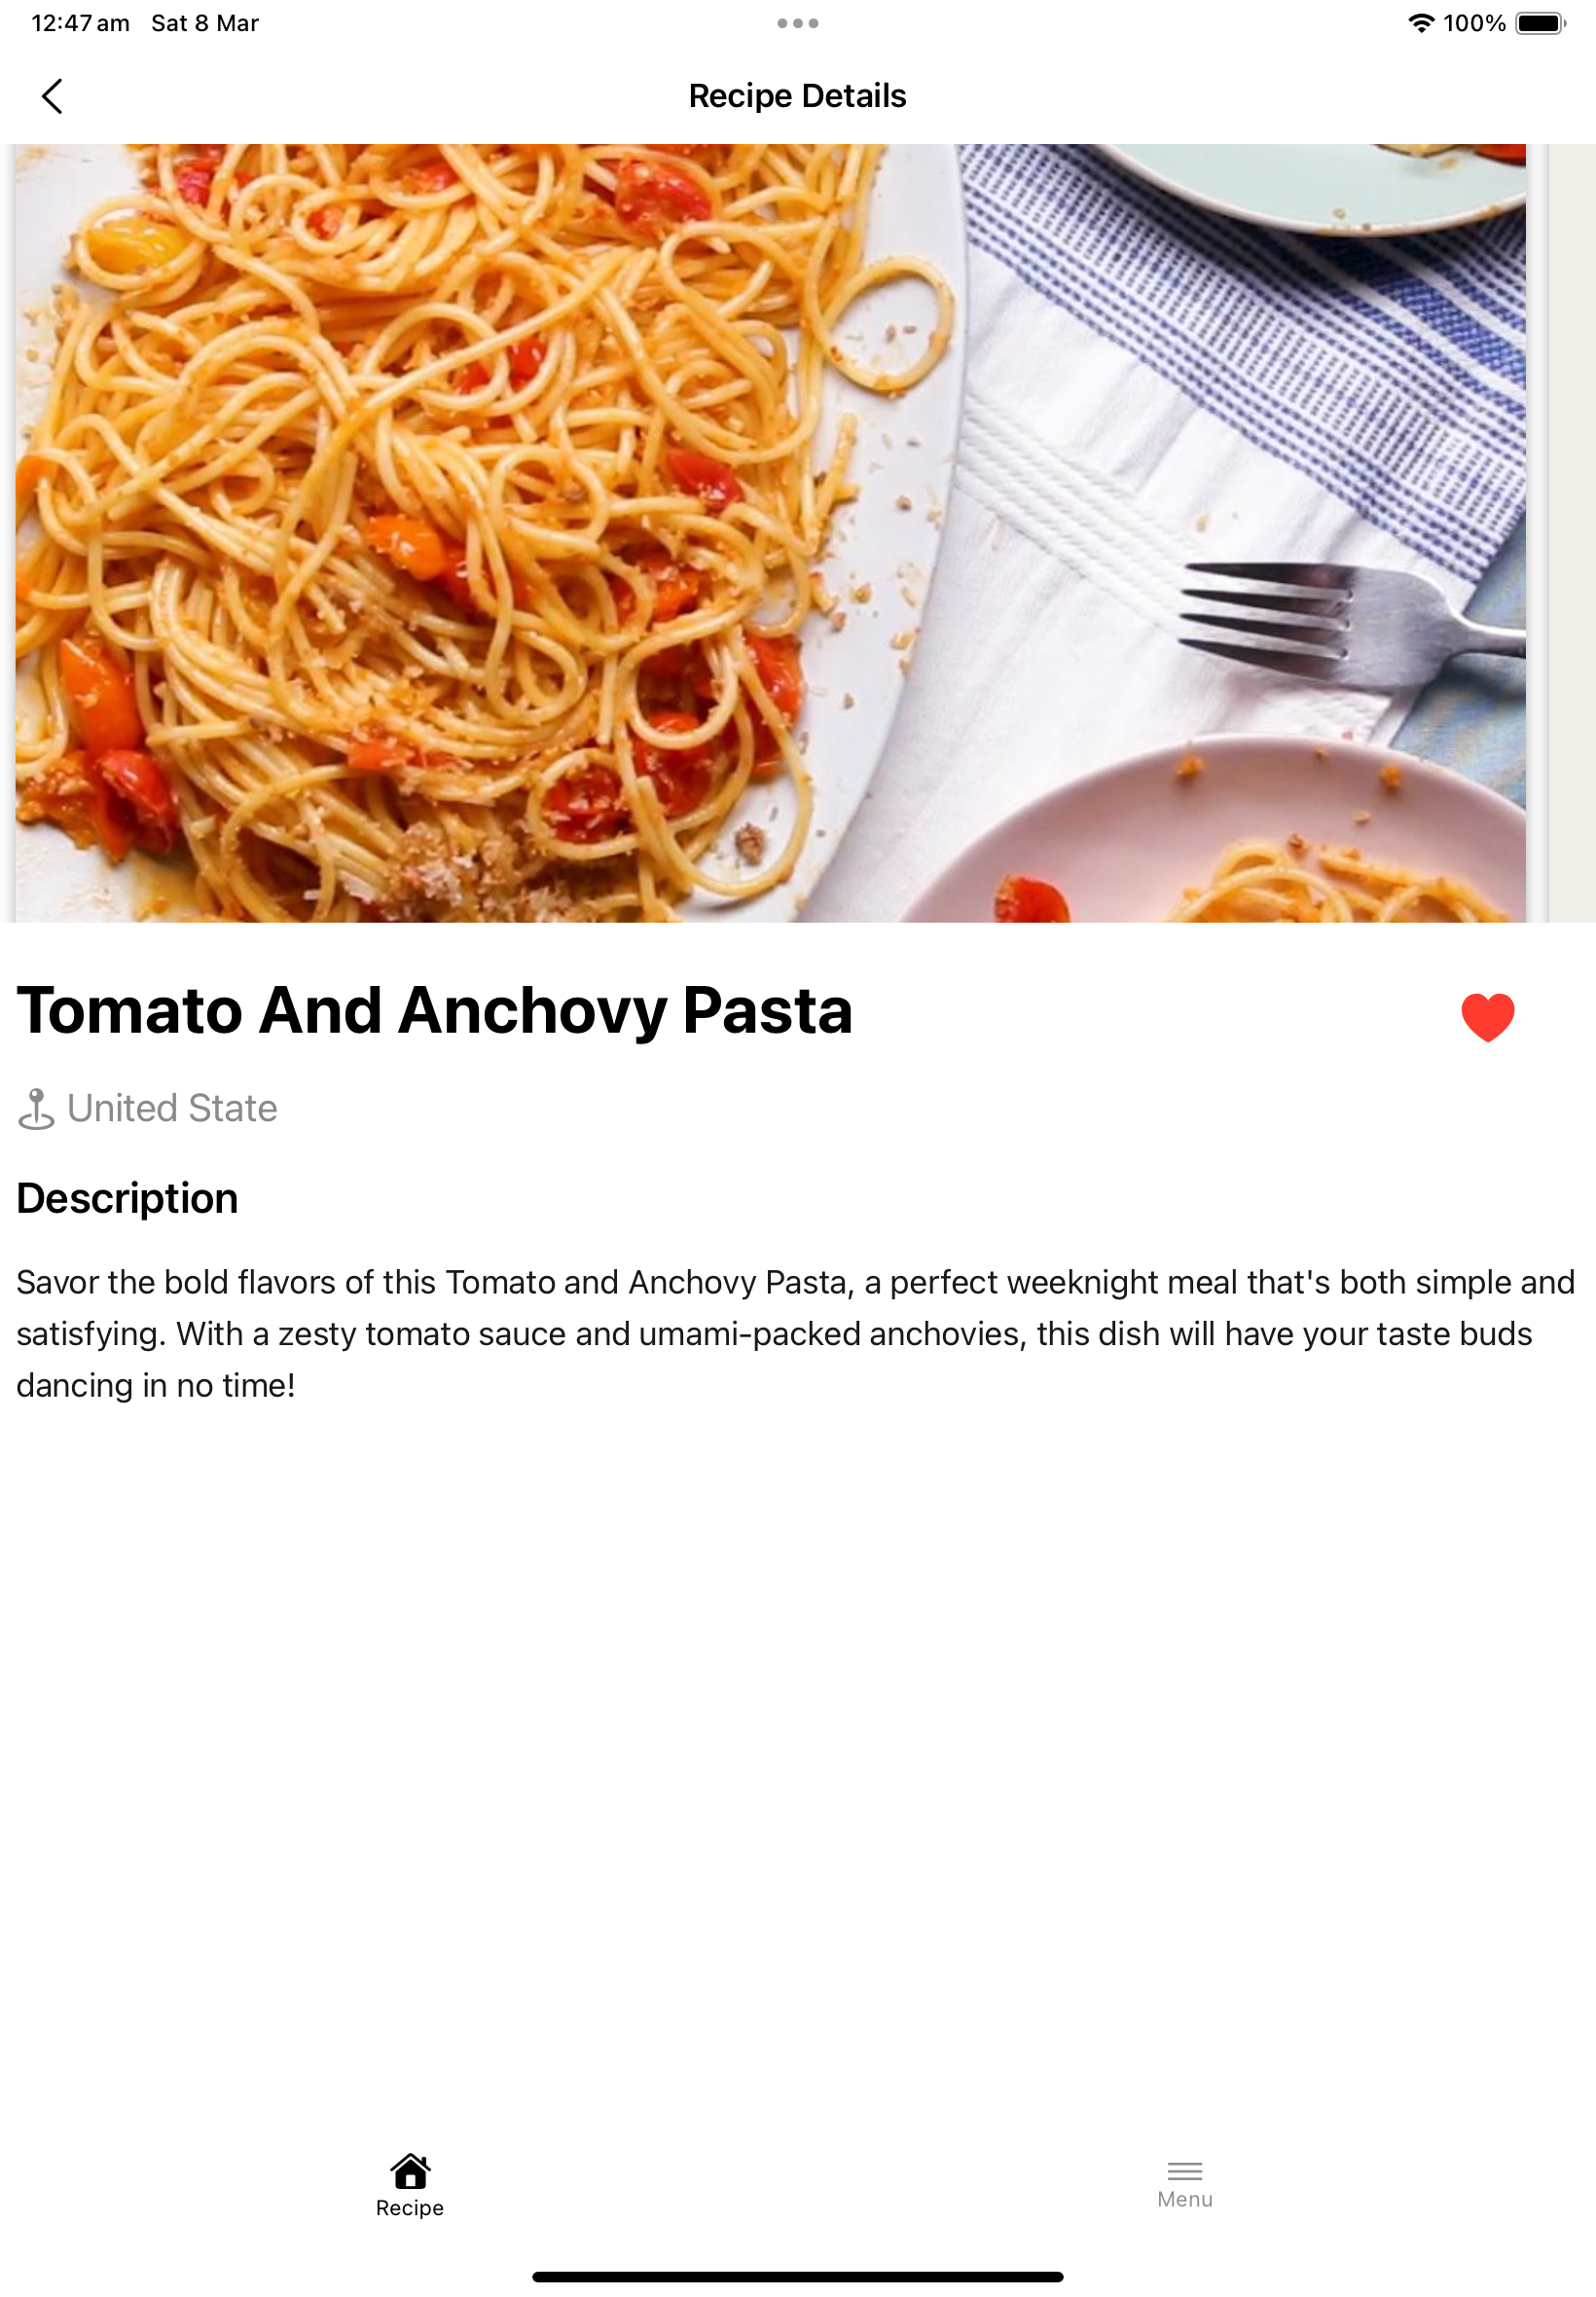 12:47 am Sat 8 Mar
100%
Recipe Details
Tomato And Anchovy Pasta
United State
Description
Savor the bold flavors of this Tomato and Anchovy Pasta, a perfect weeknight meal that's both simple and
satisfying. With a zesty tomato sauce and umami-packed anchovies, this dish will have your taste buds
dancing in no time!
Recipe
Menu